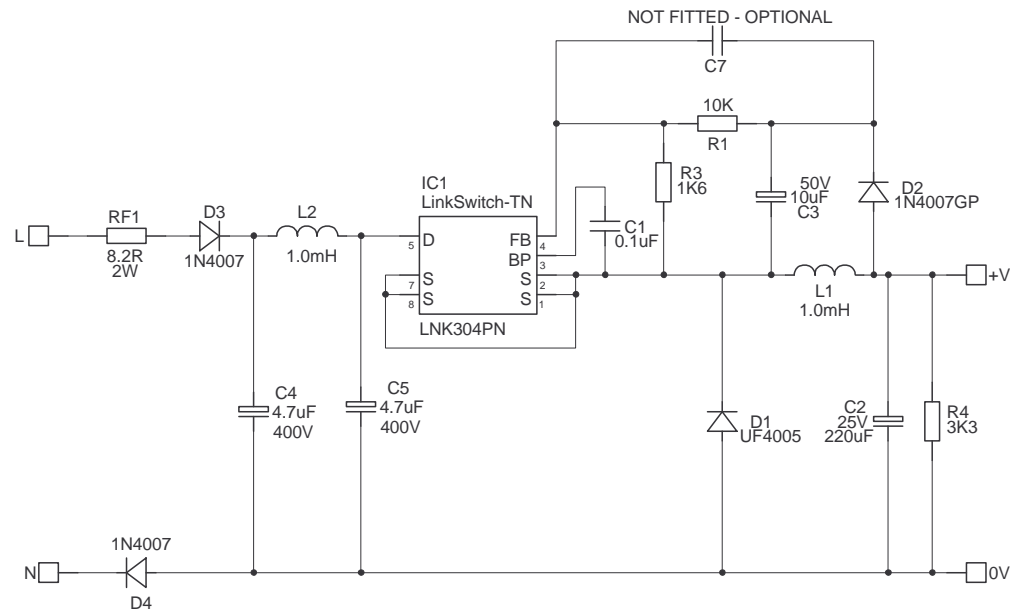 NOT FITTED - OPTIONAL
C7
10K
R1
IC1
LinkSwitch-TN
R3
1K6
50V
10uF
C3
D2
1N4007GP
L
RF1
8.2R
2W
D3
1N4007
L2
1.0mH
5 D
FB 4
BP
3
7 S
S 2
8 S
S 1
LNK304PN
C1
0.1uF
L1
1.0mH
+V
C4
4.7uF
400V
C5
4.7uF
400V
D1
UF4005
C2
25V
220uF
R4
3K3
1N4007
N
D4
0V